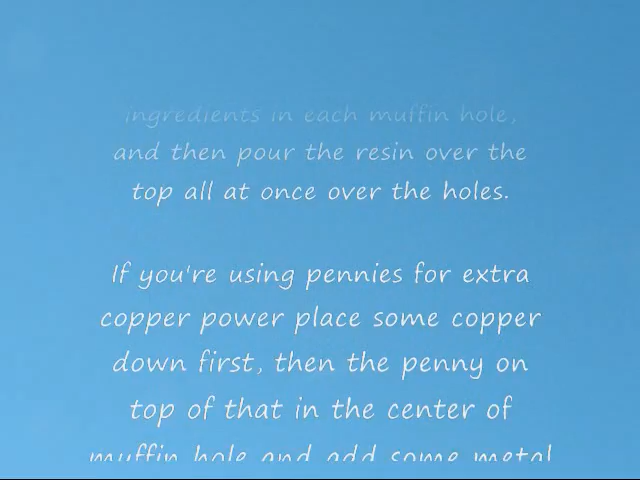 ingredients in each muffin hole,
and then pour the resin over the
top all at once over the holes.
If you're using pennies for extra
copper power place some copper
down first, then the penny on
top of that in the center of
muffin hole and add some metal